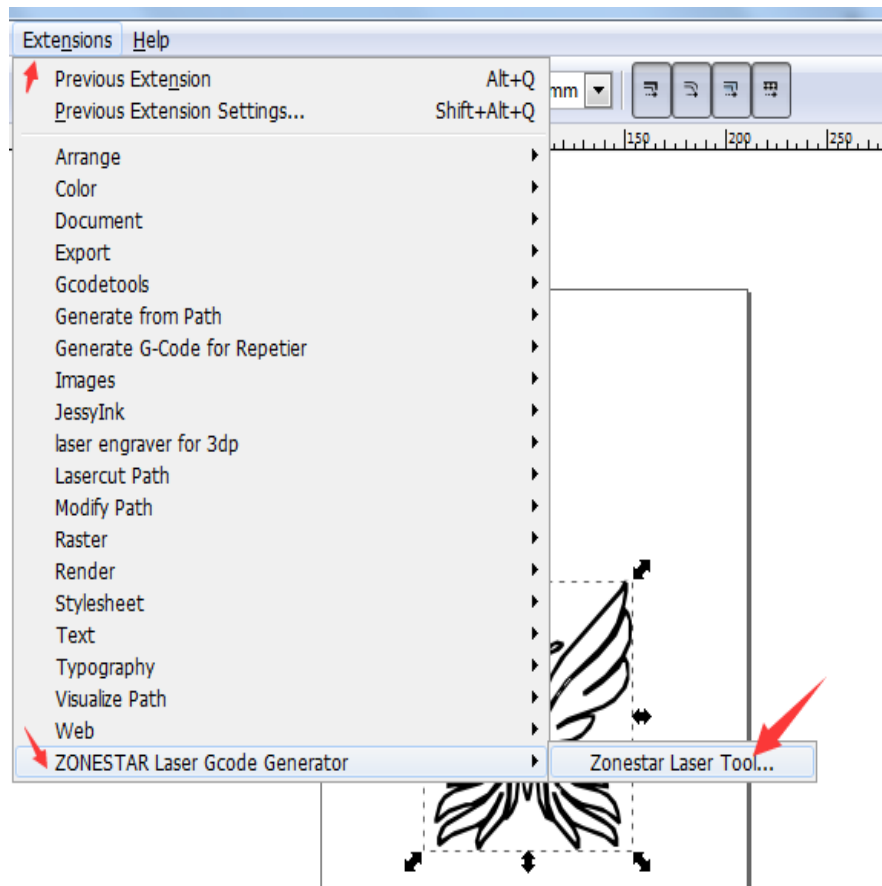 Extensions Help
Previous Extension Alt+Q
Previous Extension Settings... Shift+Alt+Q
mm
150 200 250
Arrange
Color
Document
Export
Gcodetools
Generate from Path
Generate G-Code for Repetier
Images
JessyInk
laser engraver for 3dp
Lasercut Path
Modify Path
Raster
Render
Stylesheet
Text
Typography
Visualize Path
Web
ZONESTAR Laser Gcode Generator Zonestar Laser Tool...